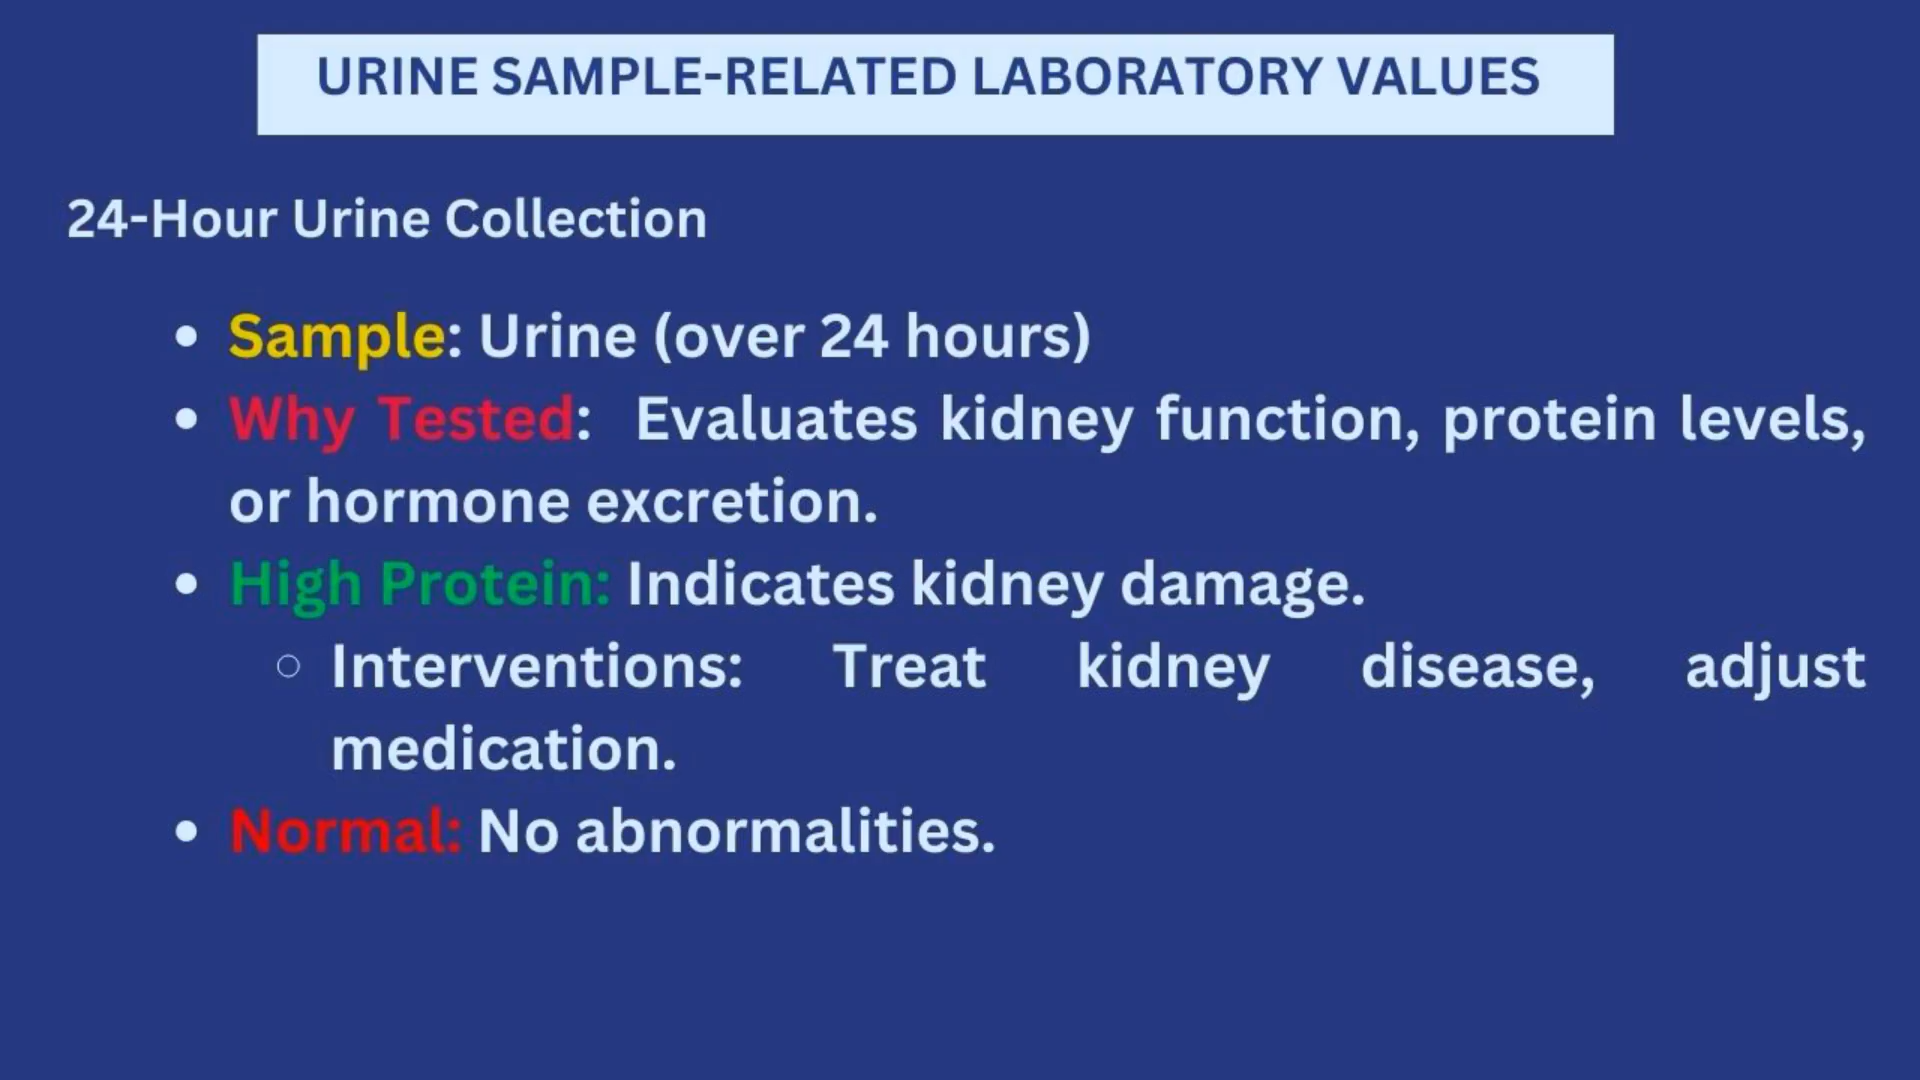 URINE SAMPLE-RELATED LABORATORY VALUES
24-Hour Urine Collection
• Sample: Urine (over 24 hours)
• Why Tested: Evaluates kidney function, protein levels,
or hormone excretion.
• High Protein: Indicates kidney damage.
○ Interventions: Treat kidney disease, adjust
medication.
• Normal: No abnormalities.